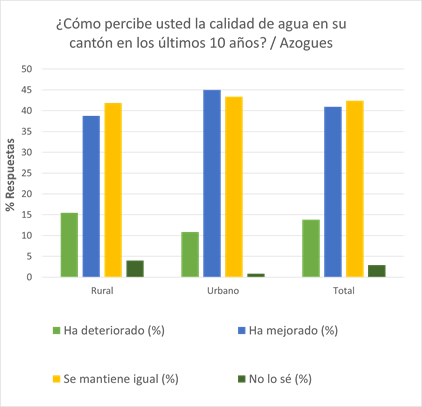 ¿Cómo percibe usted la calidad de agua en su
cantón en los últimos 10 años? / Azogues
% Respuestas
50
45
40
35
30
25
20
15
10
5
0
Rural Urbano Total
Ha deteriorado (%) Ha mejorado (%)
Se mantiene igual (%) No lo sé (%)